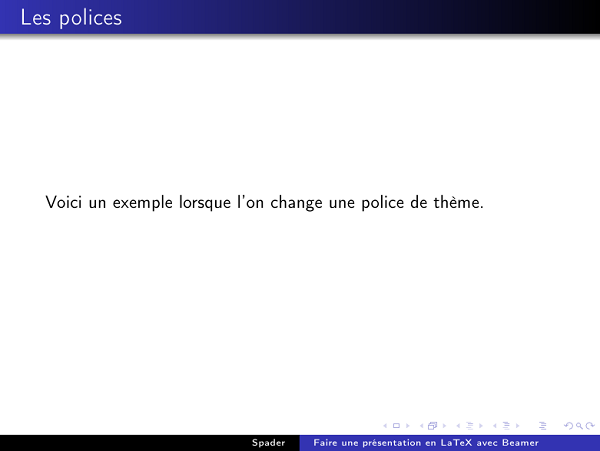 Les polices
Voici un exemple lorsque l'on change une police de thème.
Spader
Faire une présentation en LaTeX avec Beamer